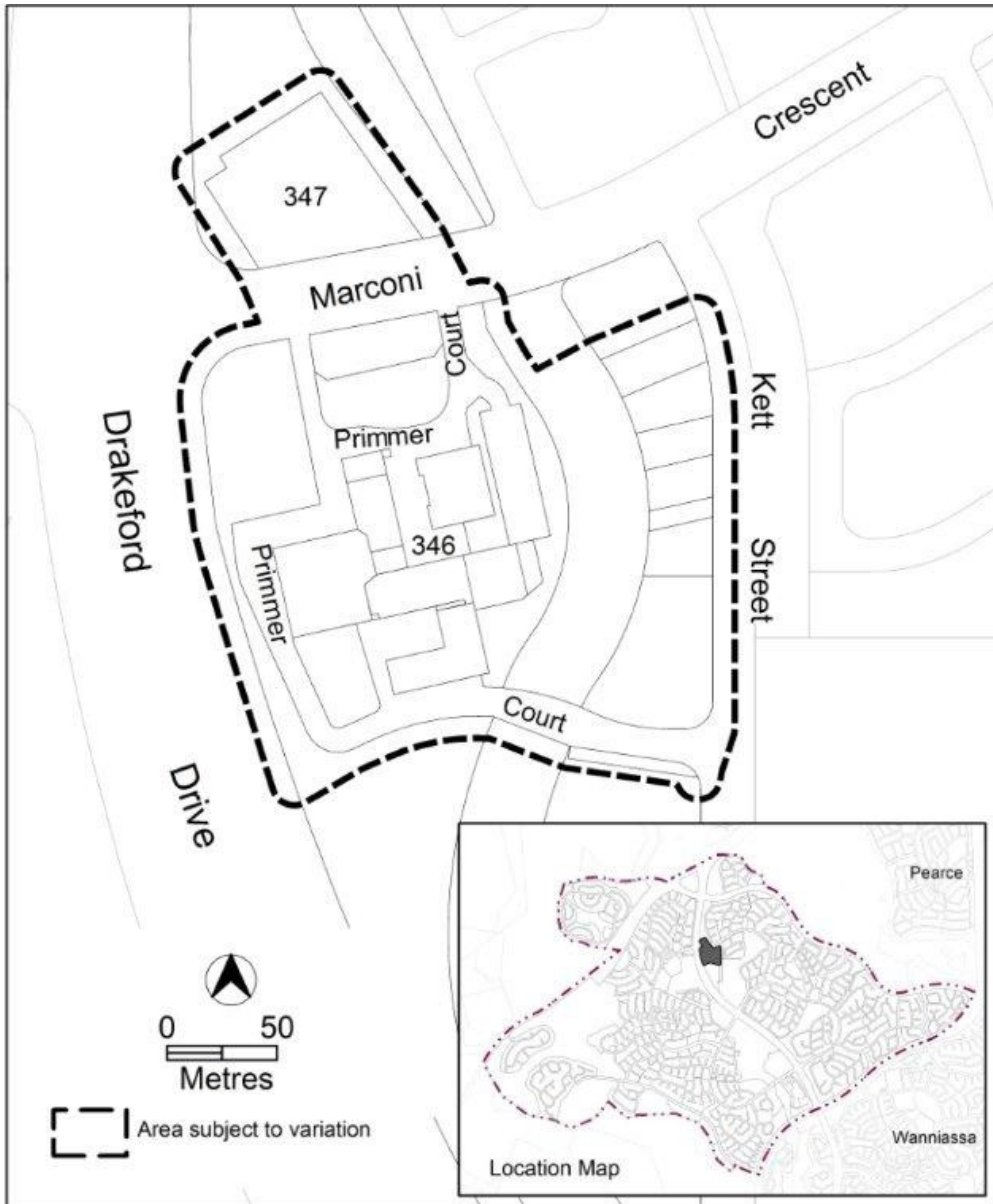 Crescent
347
Marconi
Court
Kett
Primmer
Drakeford
346
Primmer
Street
Court
Drive
0 50
Metres
Area subject to variation
Pearce
Wanniassa
Location Map